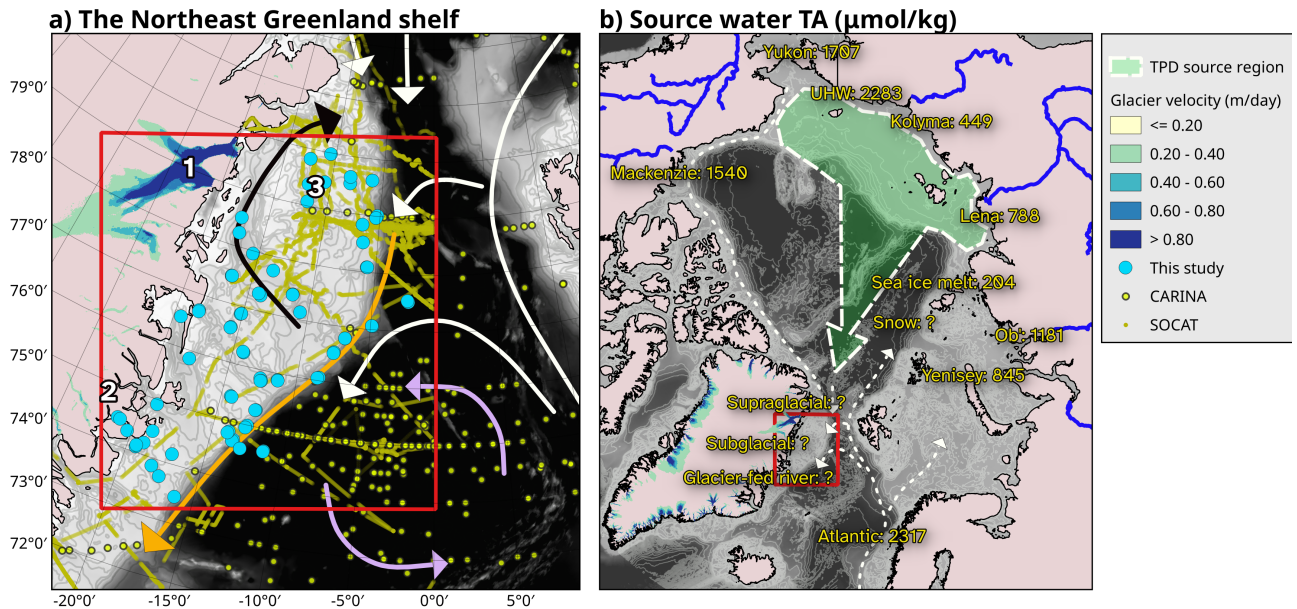 a) The Northeast Greenland shelf
79°0′
78°0′
77°0′
76°0′
75°0′
74°0′
73°0′
72°0′
-20°0′
-15°0′
-10°0′
-5°0′
0°0′
5°0′
1
2
3
b) Source water TA (µmol/kg)
Yukon: 1707
UHW: 2283
Kolyma: 449
Mackenzie: 1540
Lena: 788
Sea ice melt: 204
Snow: ?
Ob': 1181
Yenisey: 845
Supraglacial: ?
Subglacial: ?
Glacier-fed river: ?
Atlantic: 2317
TPD source region
Glacier velocity (m/day)
<= 0.20
0.20 - 0.40
0.40 - 0.60
0.60 - 0.80
> 0.80
This study
CARINA
SOCAT